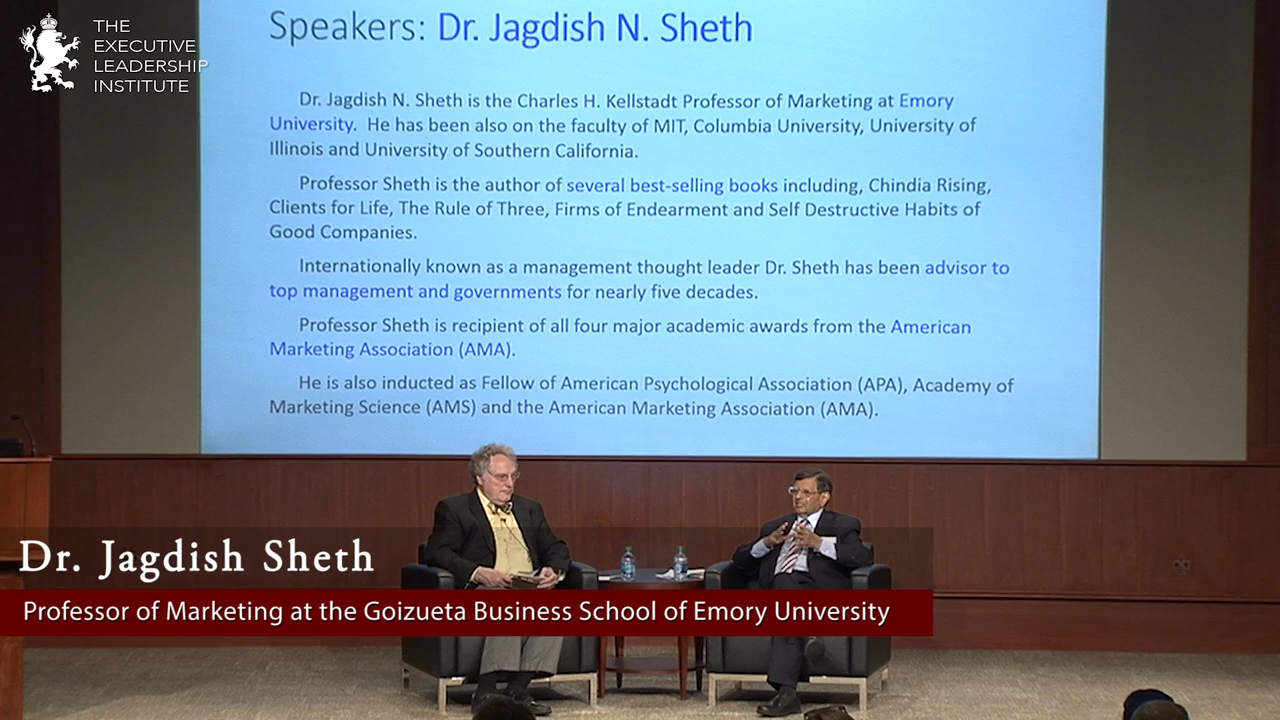 THE
EXECUTIVE
LEADERSHIP
INSTITUTE
Speakers: Dr. Jagdish N. Sheth
Dr. Jagdish N. Sheth is the Charles H. Kellstadt Professor of Marketing at Emory
University. He has been also on the faculty of MIT, Columbia University, University of
Illinois and University of Southern California.
Professor Sheth is the author of several best-selling books including, Chindia Rising,
Clients for Life, The Rule of Three, Firms of Endearment and Self Destructive Habits of
Good Companies.
Internationally known as a management thought leader Dr. Sheth has been advisor to
top management and governments for nearly five decades.
Professor Sheth is recipient of all four major academic awards from the American
Marketing Association (AMA).
He is also inducted as Fellow of American Psychological Association (APA), Academy of
Marketing Science (AMS) and the American Marketing Association (AMA).
Dr. Jagdish Sheth
Professor of Marketing at the Goizueta Business School of Emory University